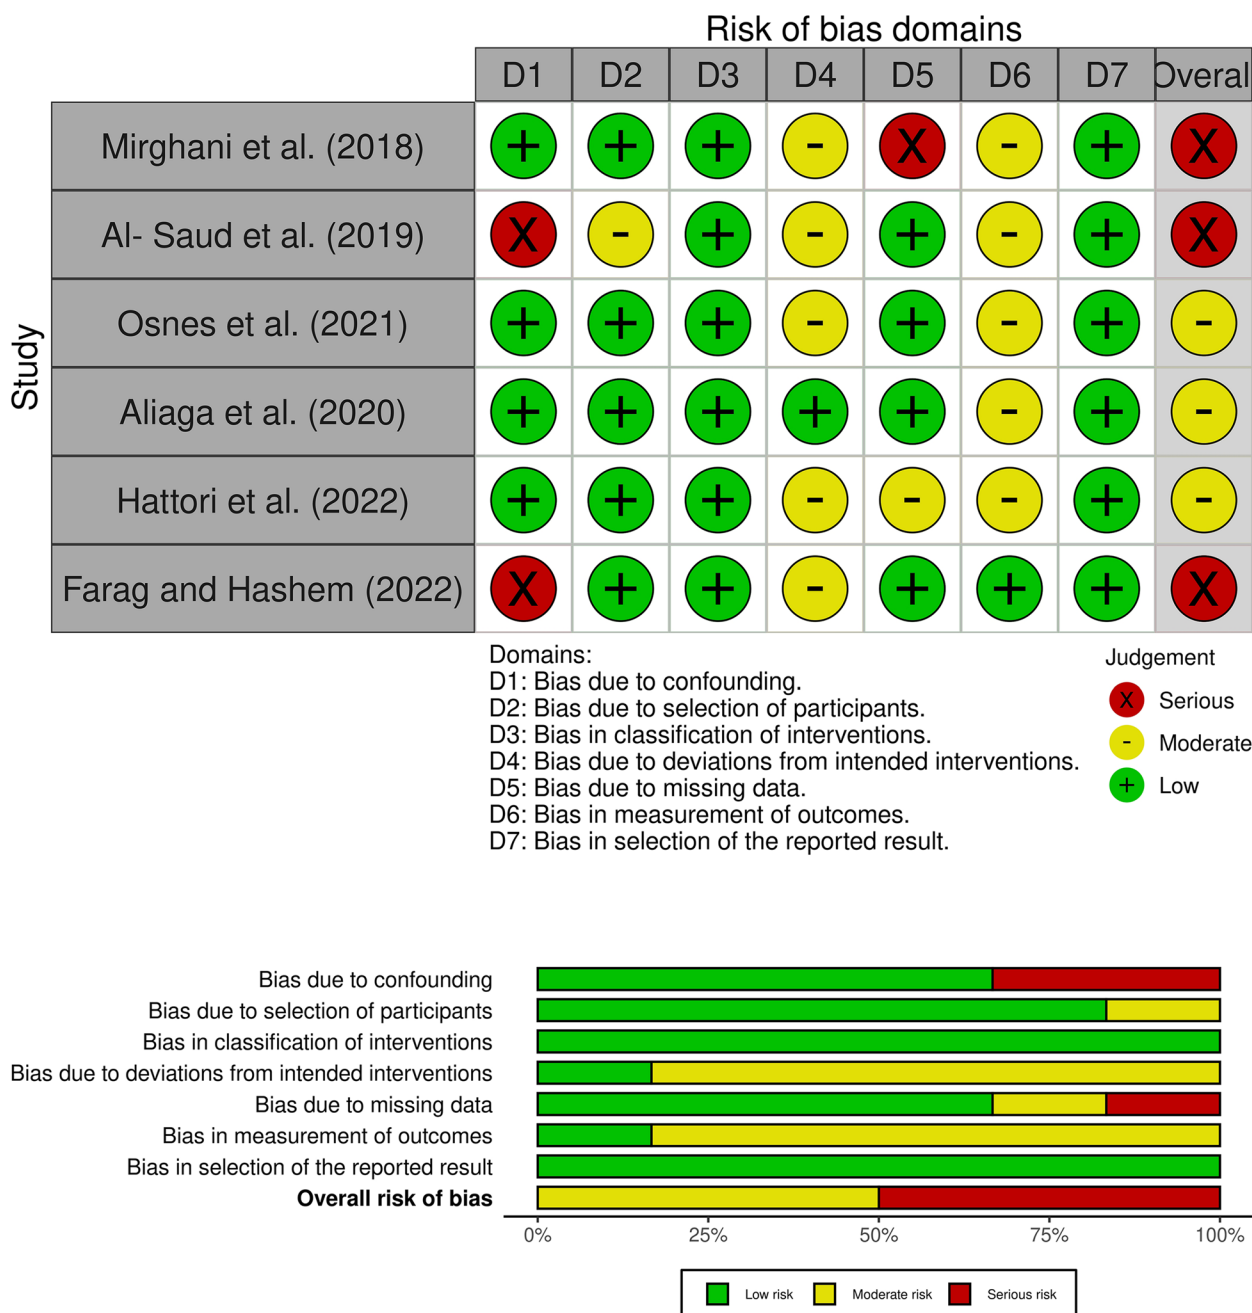 Risk of bias domains
D1 D2 D3 D4 D5 D6 D7 Overall
Study
Mirghani et al. (2018) + + + - X - + X
Al- Saud et al. (2019) X - + - + - + X
Osnes et al. (2021) + + + - + - + -
Aliaga et al. (2020) + + + + + - + -
Hattori et al. (2022) + + + - - - + -
Farag and Hashem (2022) X + + - + + + X
Domains:
D1: Bias due to confounding.
D2: Bias due to selection of participants.
D3: Bias in classification of interventions.
D4: Bias due to deviations from intended interventions.
D5: Bias due to missing data.
D6: Bias in measurement of outcomes.
D7: Bias in selection of the reported result.
Judgement
X Serious
- Moderate
+ Low
Bias due to confounding
Bias due to selection of participants
Bias in classification of interventions
Bias due to deviations from intended interventions
Bias due to missing data
Bias in measurement of outcomes
Bias in selection of the reported result
Overall risk of bias
0% 25% 50% 75% 100%
Low risk Moderate risk Serious risk